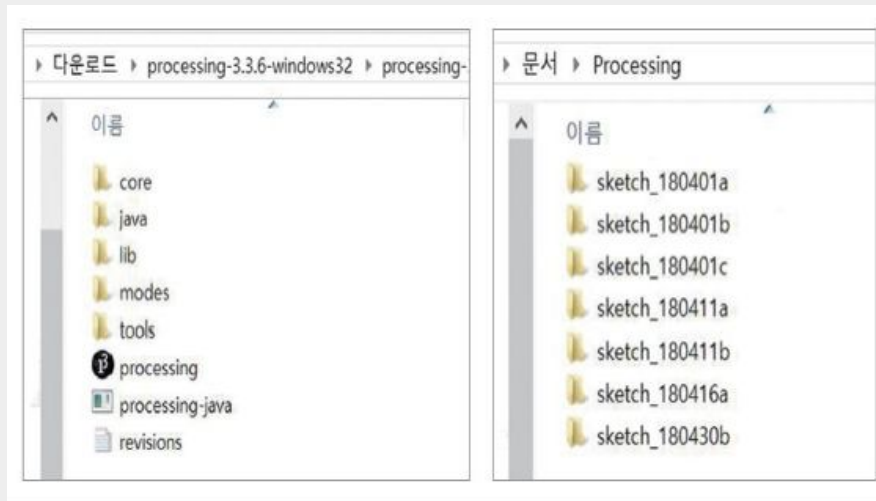 다운로드 processing-3.3.6-windows32 processing-
이름
core
java
lib
modes
tools
processing
processing-java
revisions
문서 Processing
이름
sketch_180401a
sketch_180401b
sketch_180401c
sketch_180411a
sketch_180411b
sketch_180416a
sketch_180430b